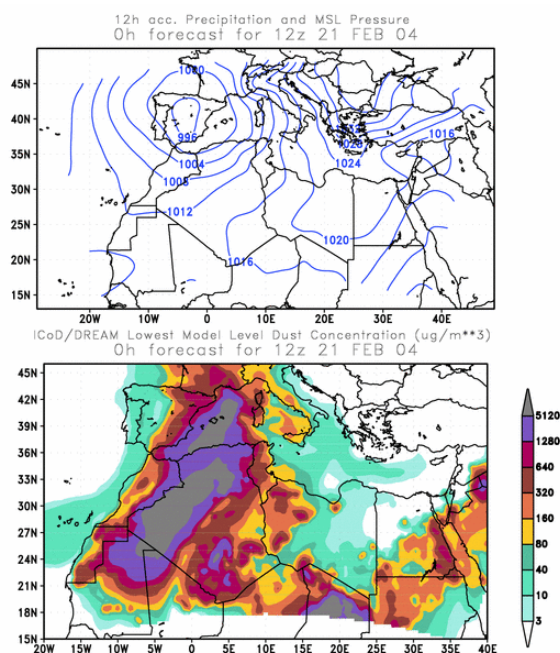 12h acc. Precipitation and MSL Pressure
0h forecast for 12z 21 FEB 04
50N
45N
40N
35N
30N
25N
20N
15N
1000
996
1004
1008
1012
1016
1020
1024
1016
20W
10W
0
10E
20E
30E
40E
ICoD/DREAM Lowest Model Level Dust Concentration (ug/m**3)
0h forecast for 12z 21 FEB 04
45N
42N
39N
36N
33N
30N
27N
24N
21N
18N
15N
20W
15W
10W
5W
0
5E
10E
15E
20E
25E
30E
35E
40E
5120
1280
640
320
160
80
40
10
3